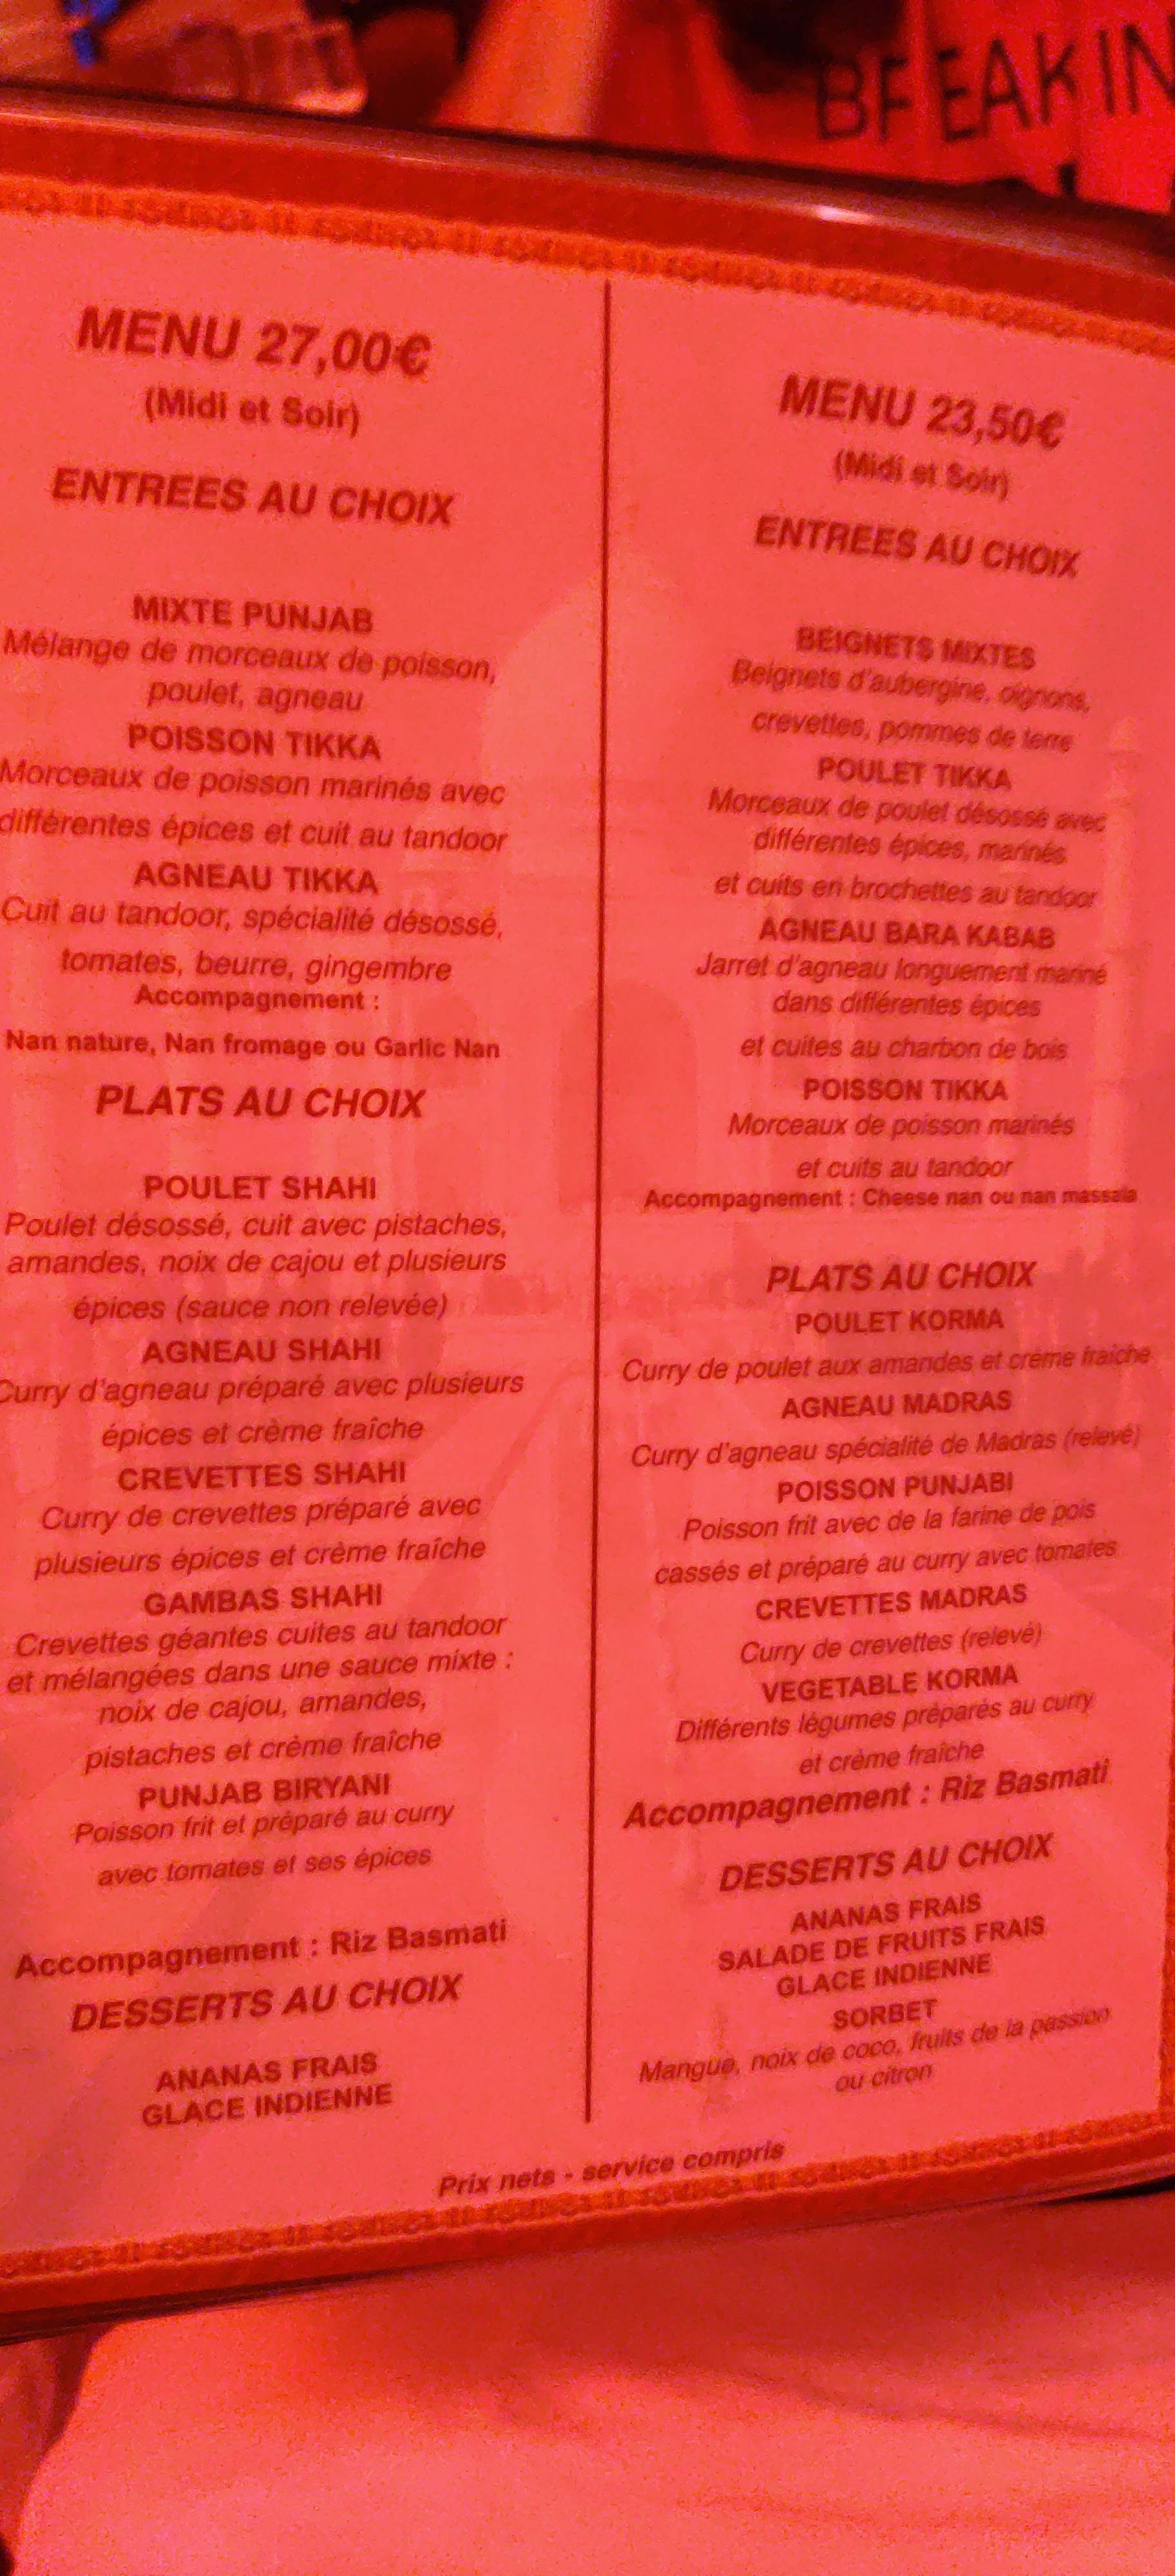 BREAKIN
MENU 27,00€
(Midi et Soir)
ENTREES AU CHOIX
MIXTE PUNJAB
Mélange de morceaux de poisson,
poulet, agneau
POISSON TIKKA
Morceaux de poisson marinés avec
différentes épices et cuit au tandoor
AGNEAU TIKKA
Cuit au tandoor, spécialité désossé,
tomates, beurre, gingembre
Accompagnement :
Nan nature, Nan fromage ou Garlic Nan
PLATS AU CHOIX
POULET SHAHI
Poulet désossé, cuit avec pistaches,
amandes, noix de cajou et plusieurs
épices (sauce non relevée)
AGNEAU SHAHI
Curry d'agneau préparé avec plusieurs
épices et crème fraîche
CREVETTES SHAHI
Curry de crevettes préparé avec
plusieurs épices et crème fraîche
GAMBAS SHAHI
Crevettes géantes cuites au tandoor
et mélangées dans une sauce mixte :
noix de cajou, amandes,
pistaches et crème fraîche
PUNJAB BIRYANI
Poisson frit et préparé au curry
avec tomates et ses épices
Accompagnement : Riz Basmati
DESSERTS AU CHOIX
ANANAS FRAIS
GLACE INDIENNE
MENU 23,50€
(Midi et Soir)
ENTREES AU CHOIX
BEIGNETS MIXTES
Beignets d'aubergine, oignons,
crevettes, pommes de terre
POULET TIKKA
Morceaux de poulet désossé avec
différentes épices, marinés
et cuits en brochettes au tandoor
AGNEAU BARA KABAB
Jarret d'agneau longuement mariné
dans différentes épices
et cuites au charbon de bois
POISSON TIKKA
Morceaux de poisson marinés
et cuits au tandoor
Accompagnement : Cheese nan ou nan massala
PLATS AU CHOIX
POULET KORMA
Curry de poulet aux amandes et crème fraîche
AGNEAU MADRAS
Curry d'agneau spécialité de Madras (relevé)
POISSON PUNJABI
Poisson frit avec de la farine de pois
cassés et préparé au curry avec tomates
CREVETTES MADRAS
Curry de crevettes (relevé)
VEGETABLE KORMA
Différents légumes préparés au curry
et crème fraîche
Accompagnement : Riz Basmati
DESSERTS AU CHOIX
ANANAS FRAIS
SALADE DE FRUITS FRAIS
GLACE INDIENNE
SORBET
Mangue, noix de coco, fruits de la passion
ou citron
Prix nets - service compris